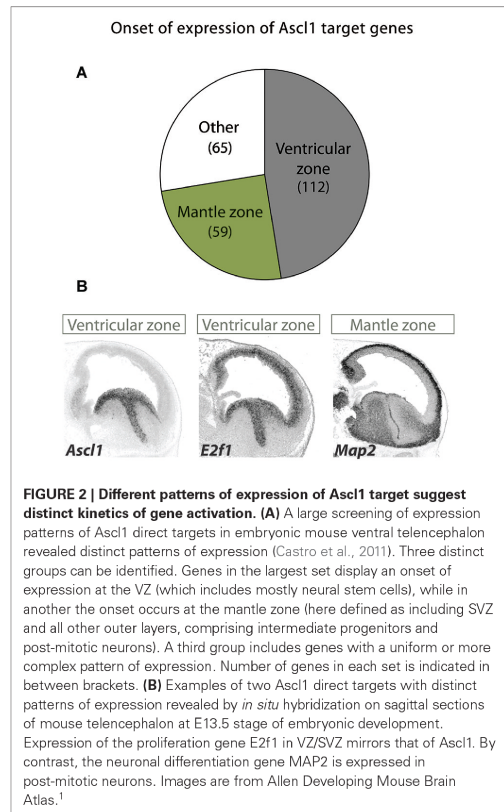 Onset of expression of Ascl1 target genes
A
Other
(65)
Ventricular
zone
(112)
Mantle zone
(59)
B
Ventricular zone
Ventricular zone
Mantle zone
Ascl1
E2f1
Map2
FIGURE 2 | Different patterns of expression of Ascl1 target suggest
distinct kinetics of gene activation. (A) A large screening of expression
patterns of Ascl1 direct targets in embryonic mouse ventral telencephalon
revealed distinct patterns of expression (Castro et al., 2011). Three distinct
groups can be identified. Genes in the largest set display an onset of
expression at the VZ (which includes mostly neural stem cells), while in
another the onset occurs at the mantle zone (here defined as including SVZ
and all other outer layers, comprising intermediate progenitors and
post-mitotic neurons). A third group includes genes with a uniform or more
complex pattern of expression. Number of genes in each set is indicated in
between brackets. (B) Examples of two Ascl1 direct targets with distinct
patterns of expression revealed by in situ hybridization on sagittal sections
of mouse telencephalon at E13.5 stage of embryonic development.
Expression of the proliferation gene E2f1 in VZ/SVZ mirrors that of Ascl1. By
contrast, the neuronal differentiation gene MAP2 is expressed in
post-mitotic neurons. Images are from Allen Developing Mouse Brain
Atlas.1